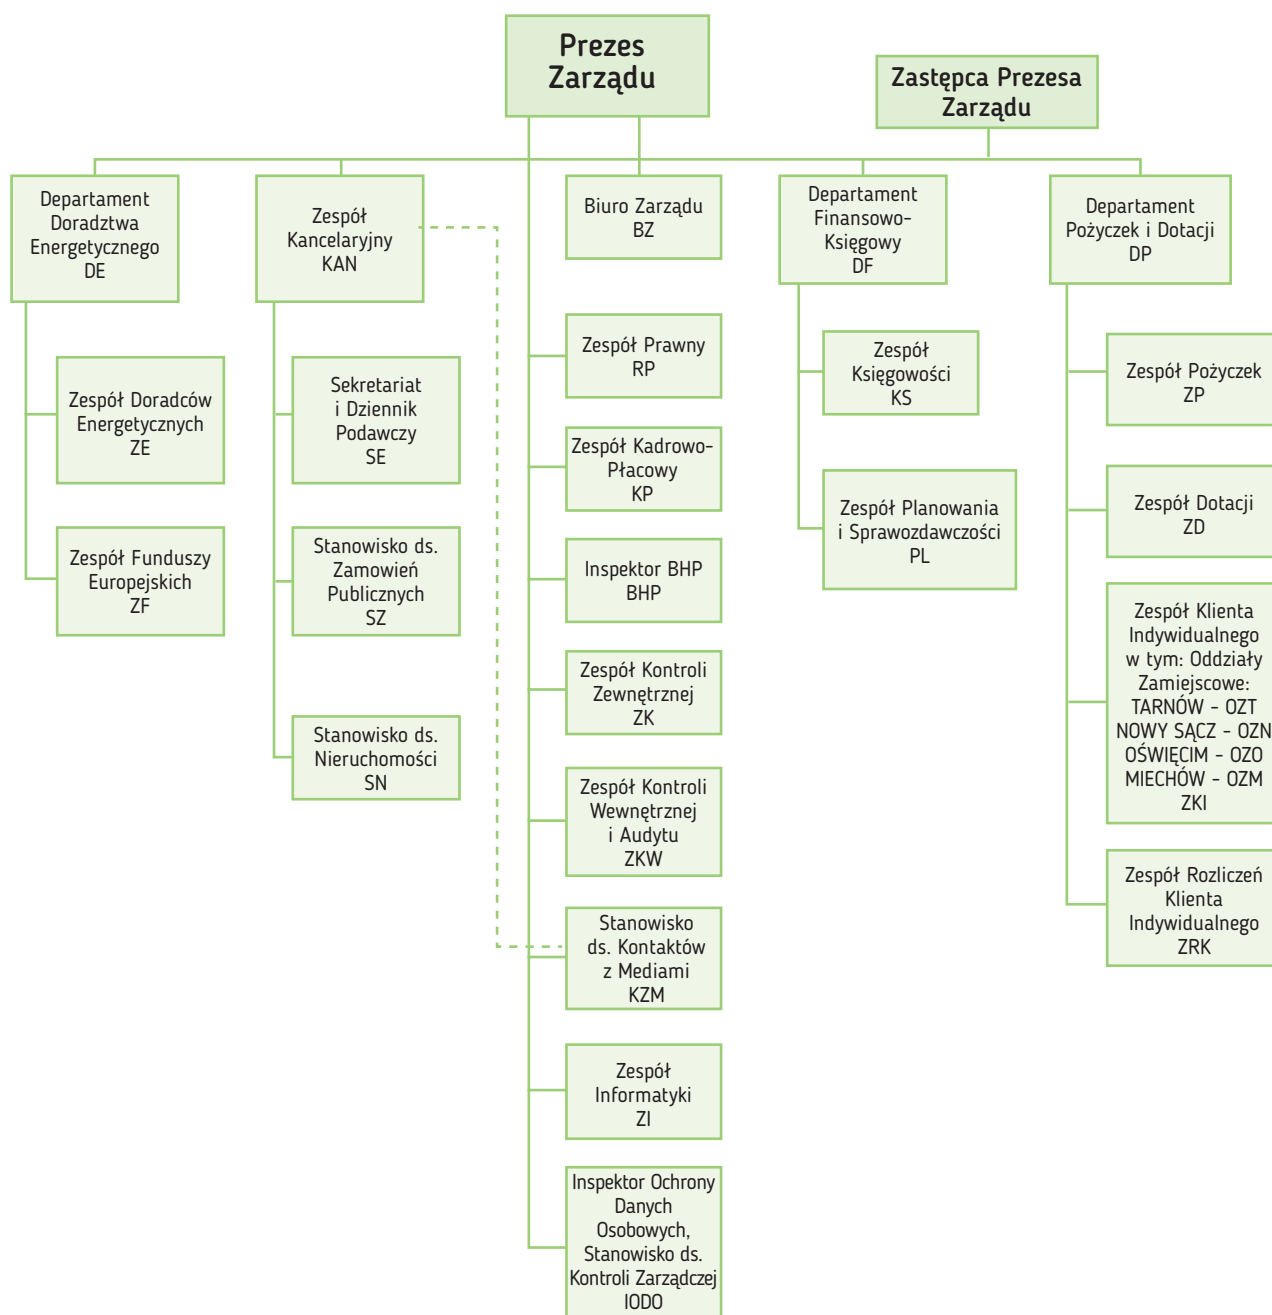 Prezes
Zarządu
Zastępca Prezesa
Zarządu
Departament
Doradztwa
Energetycznego
DE
Zespół
Kancelaryjny
KAN
Biuro Zarządu
BZ
Departament
Finansowo-
Księgowy
DF
Departament
Pożyczek i Dotacji
DP
Zespół Doradców
Energetycznych
ZE
Zespół Funduszy
Europejskich
ZF
Sekretariat
i Dziennik
Podawczy
SE
Stanowisko ds.
Zamowień
Publicznych
SZ
Stanowisko ds.
Nieruchomości
SN
Zespół Prawny
RP
Zespół Kadrowo-
Płacowy
KP
Inspektor BHP
BHP
Zespół Kontroli
Zewnętrznej
ZK
Zespół Kontroli
Wewnętrznej
i Audytu
ZKW
Stanowisko
ds. Kontaktów
z Mediami
KZM
Zespół
Informatyki
ZI
Inspektor Ochrony
Danych
Osobowych,
Stanowisko ds.
Kontroli Zarządczej
IODO
Zespół
Księgowości
KS
Zespół Planowania
i Sprawozdawczości
PL
Zespół Pożyczek
ZP
Zespół Dotacji
ZD
Zespół Klienta
Indywidualnego
w tym: Oddziały
Zamiejscowe:
TARNÓW - OZT
NOWY SĄCZ - OZN
OŚWIĘCIM - OZO
MIECHÓW - OZM
ZKI
Zespół Rozliczeń
Klienta
Indywidualnego
ZRK